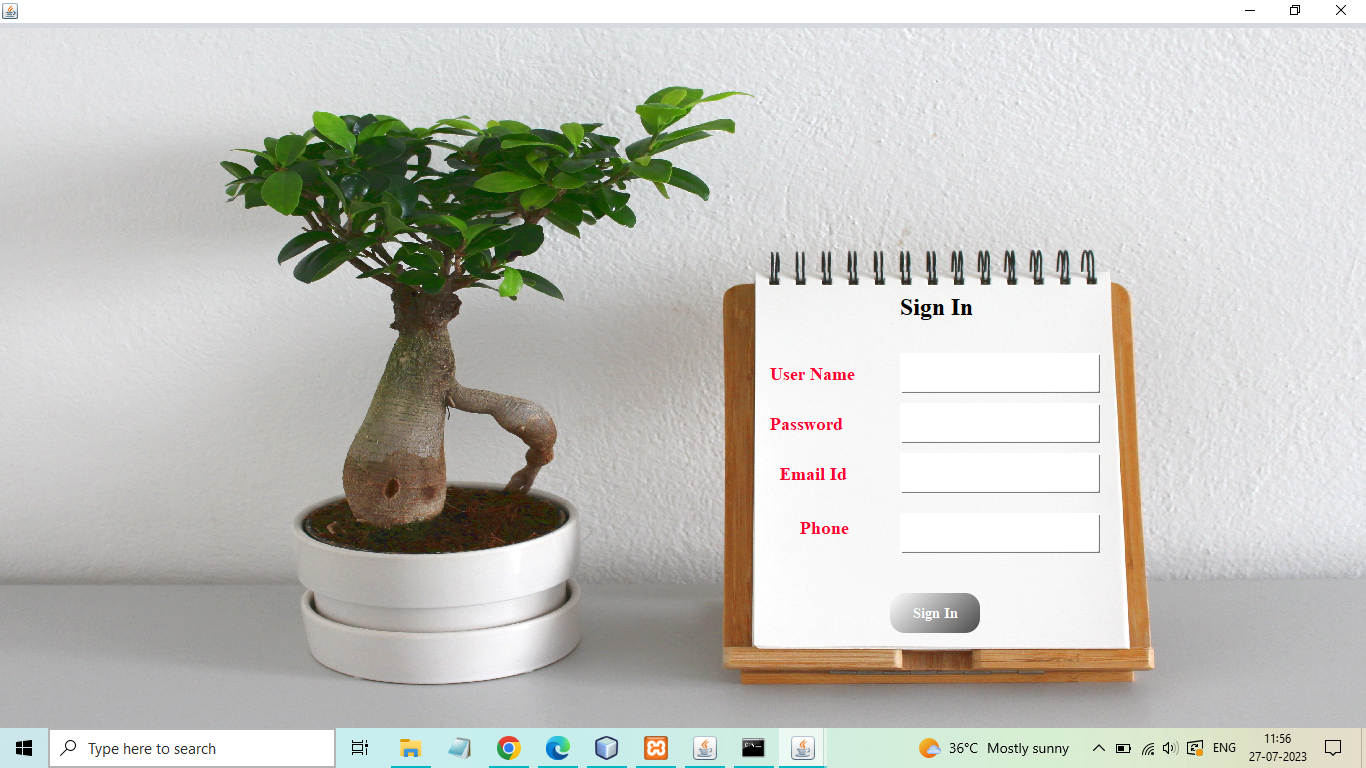 Sign In
User Name
Password
Email Id
Phone
Sign In
Type here to search
36°C Mostly sunny
ENG
11:56
27-07-2023